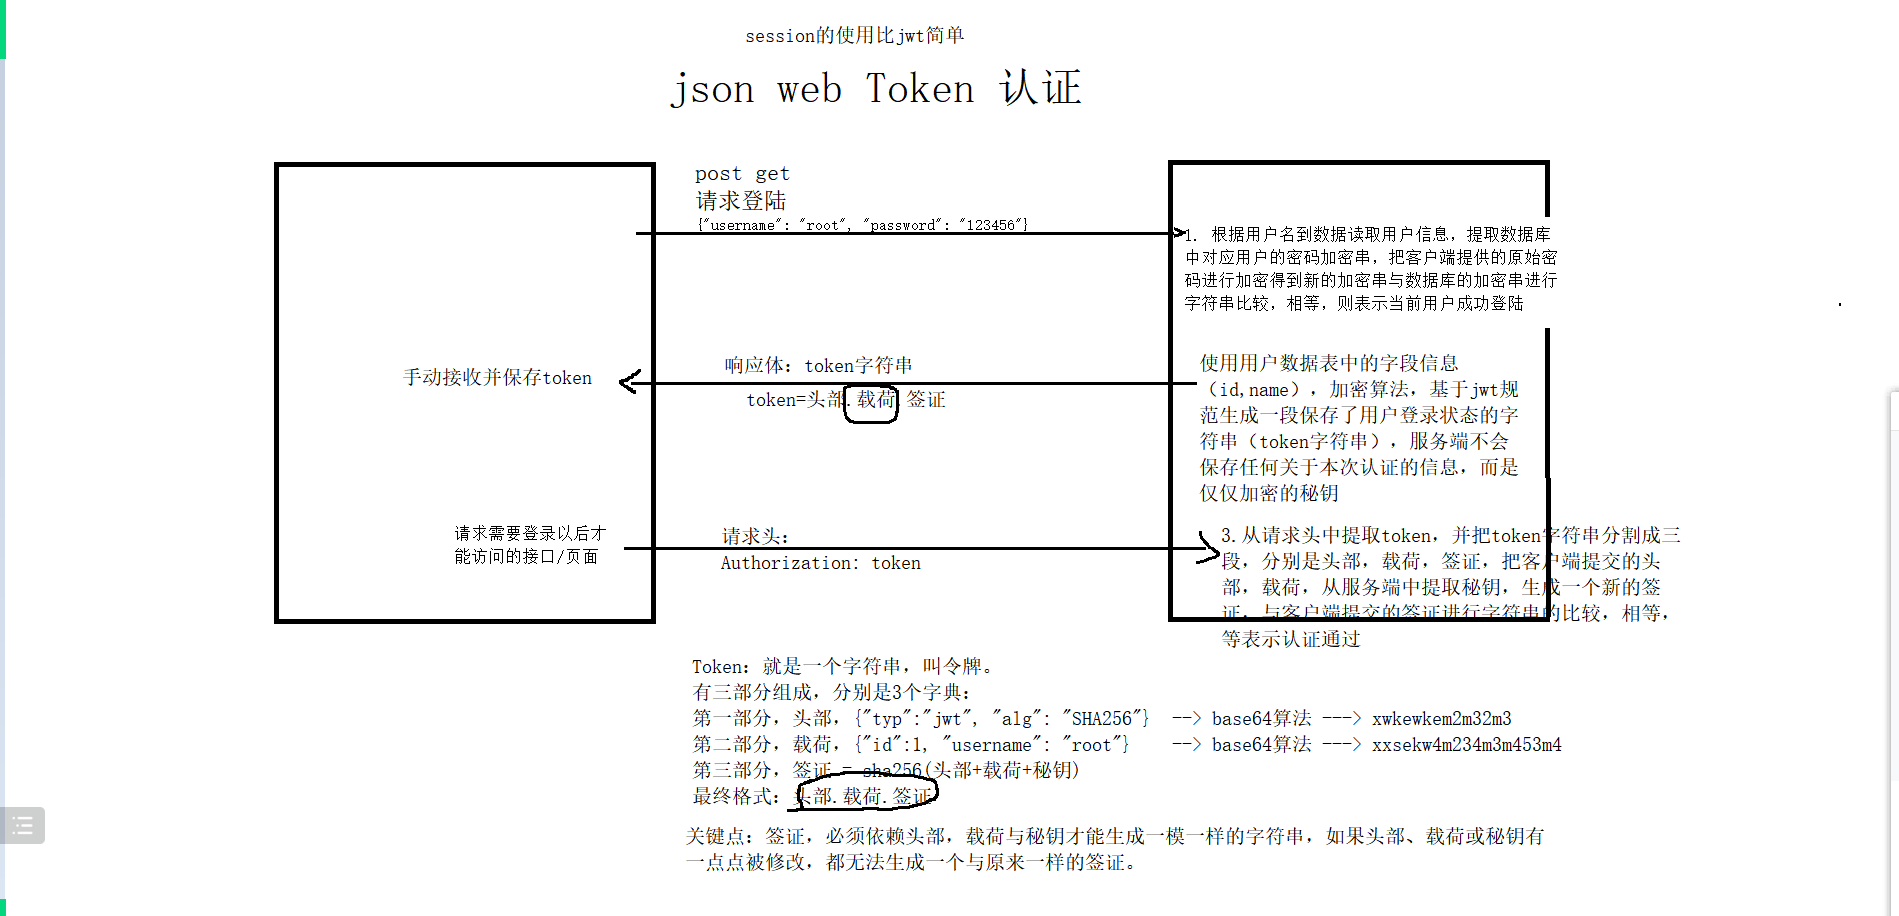 session的使用比jwt简单
json web Token 认证
post get
请求登陆
{"username": "root", "password": "123456"}
1. 根据用户名到数据读取用户信息，提取数据库
中对应用户的密码加密串，把客户端提供的原始密
码进行加密得到新的加密串与数据库的加密串进行
字符串比较，相等，则表示当前用户成功登陆
手动接收并保存token
响应体：token字符串
token=头部.载荷.签证
使用用户数据表中的字段信息
（id,name），加密算法，基于jwt规
范生成一段保存了用户登录状态的字
符串（token字符串），服务端不会
保存任何关于本次认证的信息，而是
仅仅加密的秘钥
请求需要登录以后才
能访问的接口/页面
请求头：
Authorization: token
3.从请求头中提取token，并把token字符串分割成三
段，分别是头部，载荷，签证，把客户端提交的头
部，载荷，从服务端中提取秘钥，生成一个新的签
证，与客户端提交的签证进行字符串的比较，相等，
等表示认证通过
Token：就是一个字符串，叫令牌。
有三部分组成，分别是3个字典：
第一部分，头部，{"typ":"jwt", "alg": "SHA256"} --> base64算法 ---> xwkewkem2m32m3
第二部分，载荷，{"id":1, "username": "root"} --> base64算法 ---> xxsekw4m234m3m453m4
第三部分，签证 = sha256(头部+载荷+秘钥)
最终格式：头部.载荷.签证
关键点：签证，必须依赖头部，载荷与秘钥才能生成一模一样的字符串，如果头部、载荷或秘钥有
一点点被修改，都无法生成一个与原来一样的签证。